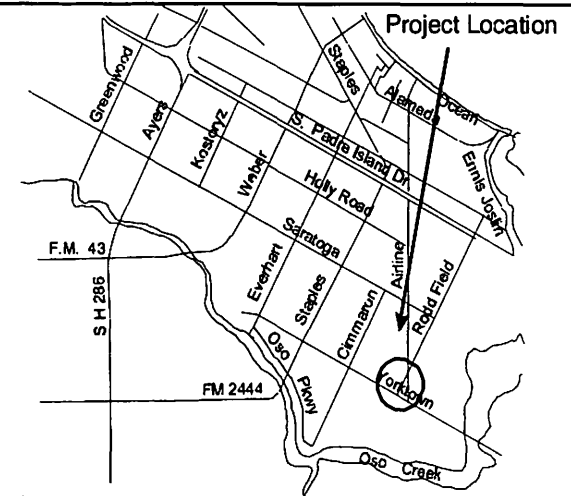 Project Location
Greenwood
Ayers
Kostoryz
Weber
Staples
Alameda
Ocean
Ennis Joslin
S. Padre Island Dr.
Holly Road
Saratoga
Airline
Rodd Field
Everhart
Staples
Cimmarun
F.M. 43
S H 286
Oso
Pkwy
FM 2444
Yorktown
Oso Creek